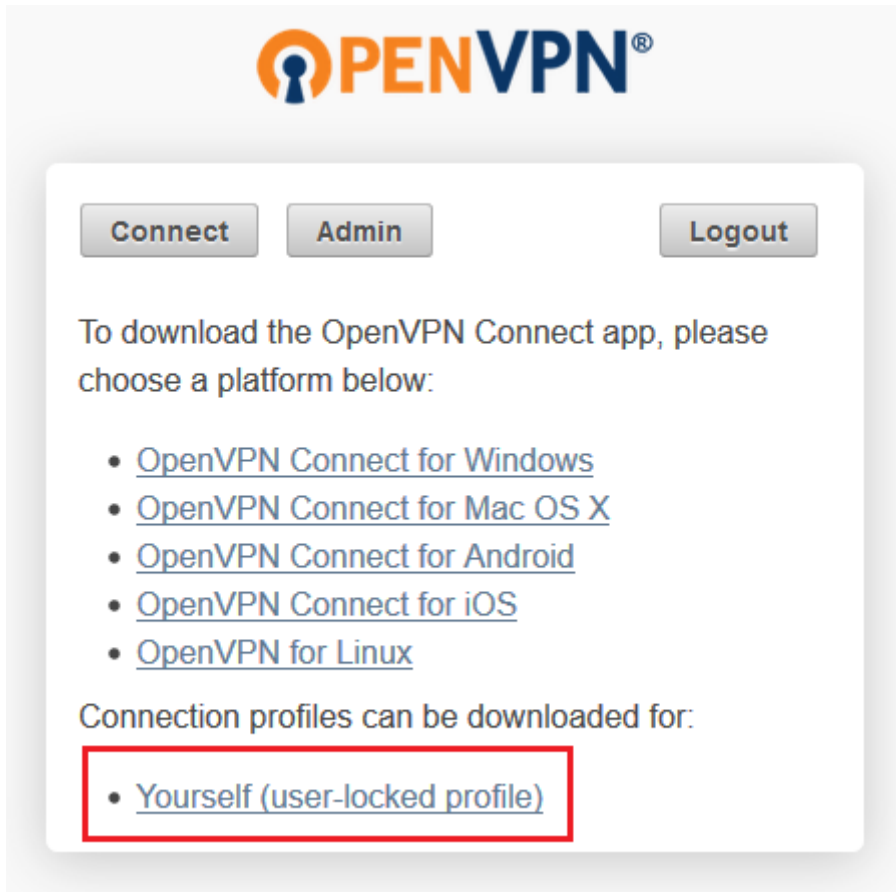 OPENVPN®
Connect Admin Logout
To download the OpenVPN Connect app, please
choose a platform below:
• OpenVPN Connect for Windows
• OpenVPN Connect for Mac OS X
• OpenVPN Connect for Android
• OpenVPN Connect for iOS
• OpenVPN for Linux
Connection profiles can be downloaded for:
• Yourself (user-locked profile)